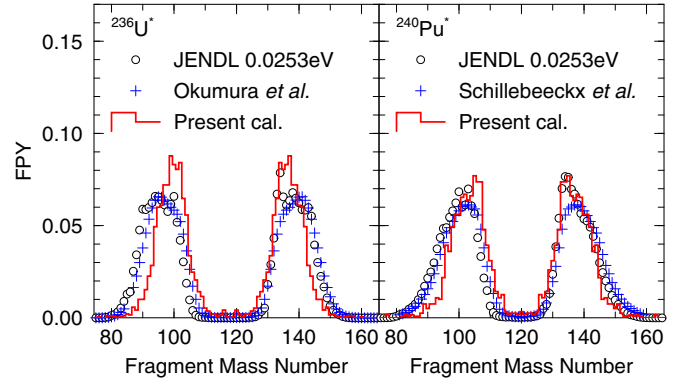 ²³⁶U*
JENDL 0.0253eV
Okumura et al.
Present cal.
²⁴⁰Pu*
JENDL 0.0253eV
Schillebeeckx et al.
Present cal.
FPY
0.15
0.10
0.05
0.00
80 100 120 140 160
80 100 120 140 160
Fragment Mass Number
Fragment Mass Number